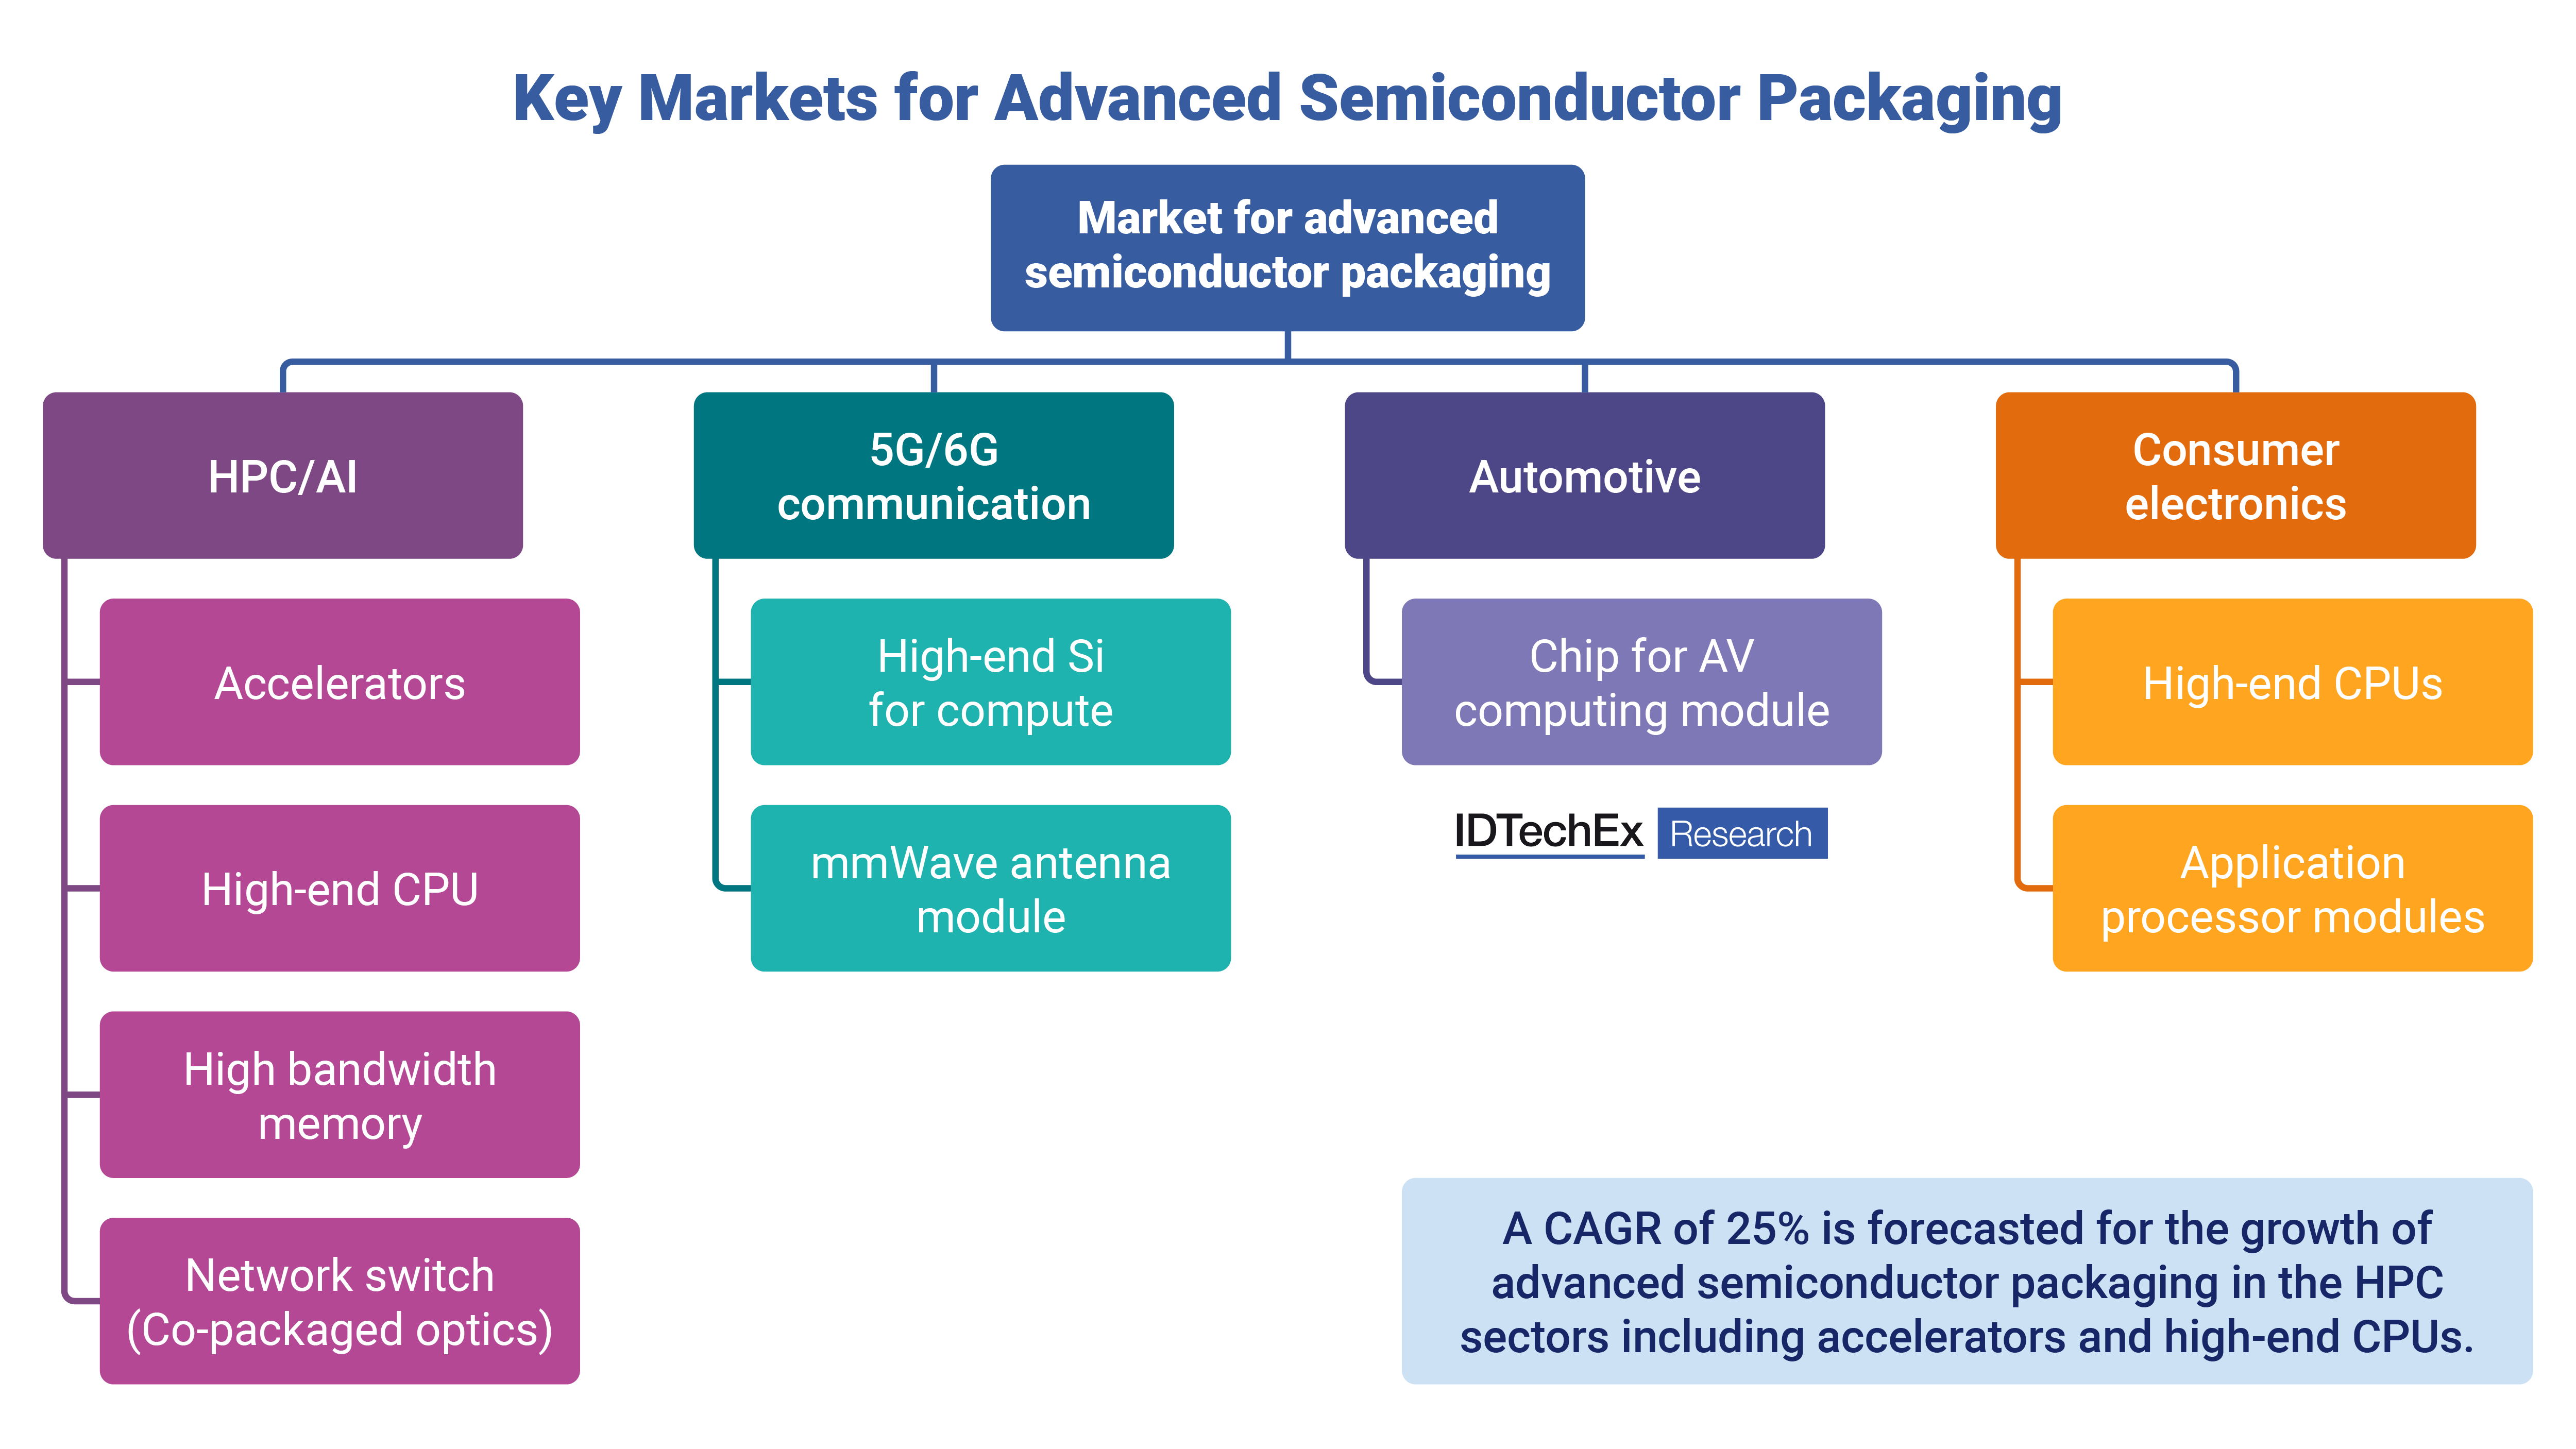 Key Markets for Advanced Semiconductor Packaging
Market for advanced
semiconductor packaging
HPC/AI
Accelerators
High-end CPU
High bandwidth
memory
Network switch
(Co-packaged optics)
5G/6G
communication
High-end Si
for compute
mmWave antenna
module
Automotive
Chip for AV
computing module
IDTechEx Research
Consumer
electronics
High-end CPUs
Application
processor modules
A CAGR of 25% is forecasted for the growth of
advanced semiconductor packaging in the HPC
sectors including accelerators and high-end CPUs.